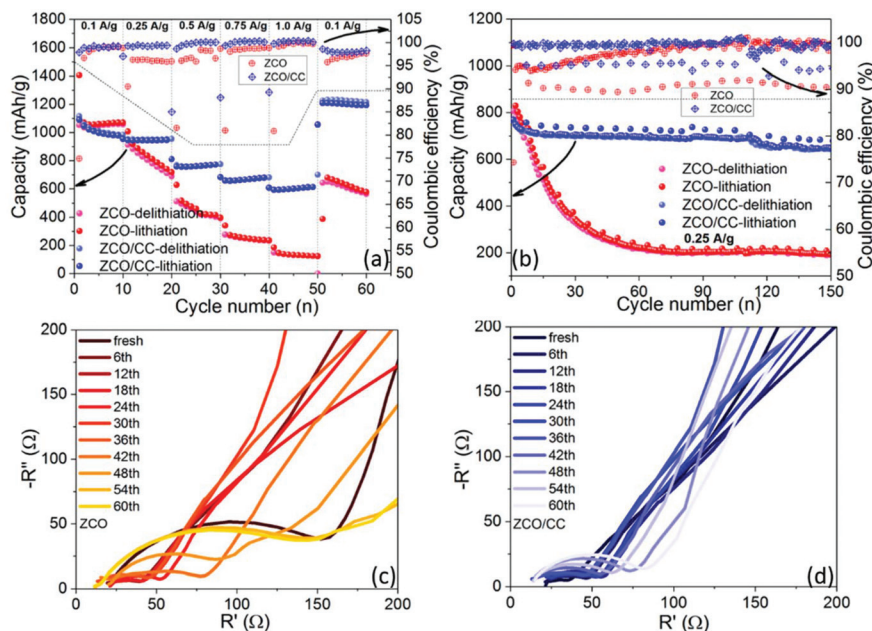 0.1 A/g 0.25 A/g 0.5 A/g 0.75 A/g 1.0 A/g 0.1 A/g
1800
1600
1400
1200
1000
800
600
400
200
0
Capacity (mAh/g)
105
100
95
90
85
80
75
70
65
60
55
50
Coulombic efficiency (%)
ZCO
ZCO/CC
ZCO-delithiation
ZCO-lithiation
ZCO/CC-delithiation
ZCO/CC-lithiation
(a)
0 10 20 30 40 50 60
Cycle number (n)
1200
1000
800
600
400
200
Capacity (mAh/g)
100
90
80
70
60
55
50
Coulombic efficiency (%)
ZCO
ZCO/CC
ZCO-delithiation
ZCO-lithiation
ZCO/CC-delithiation
ZCO/CC-lithiation
0.25 A/g
(b)
0 30 60 90 120 150
Cycle number (n)
200
150
100
50
0
-R" (Ω)
fresh
6th
12th
18th
24th
30th
36th
42th
48th
54th
60th
ZCO
(c)
0 50 100 150 200
R' (Ω)
200
150
100
50
0
-R" (Ω)
fresh
6th
12th
18th
24th
30th
36th
42th
48th
54th
60th
ZCO/CC
(d)
0 50 100 150 200
R' (Ω)